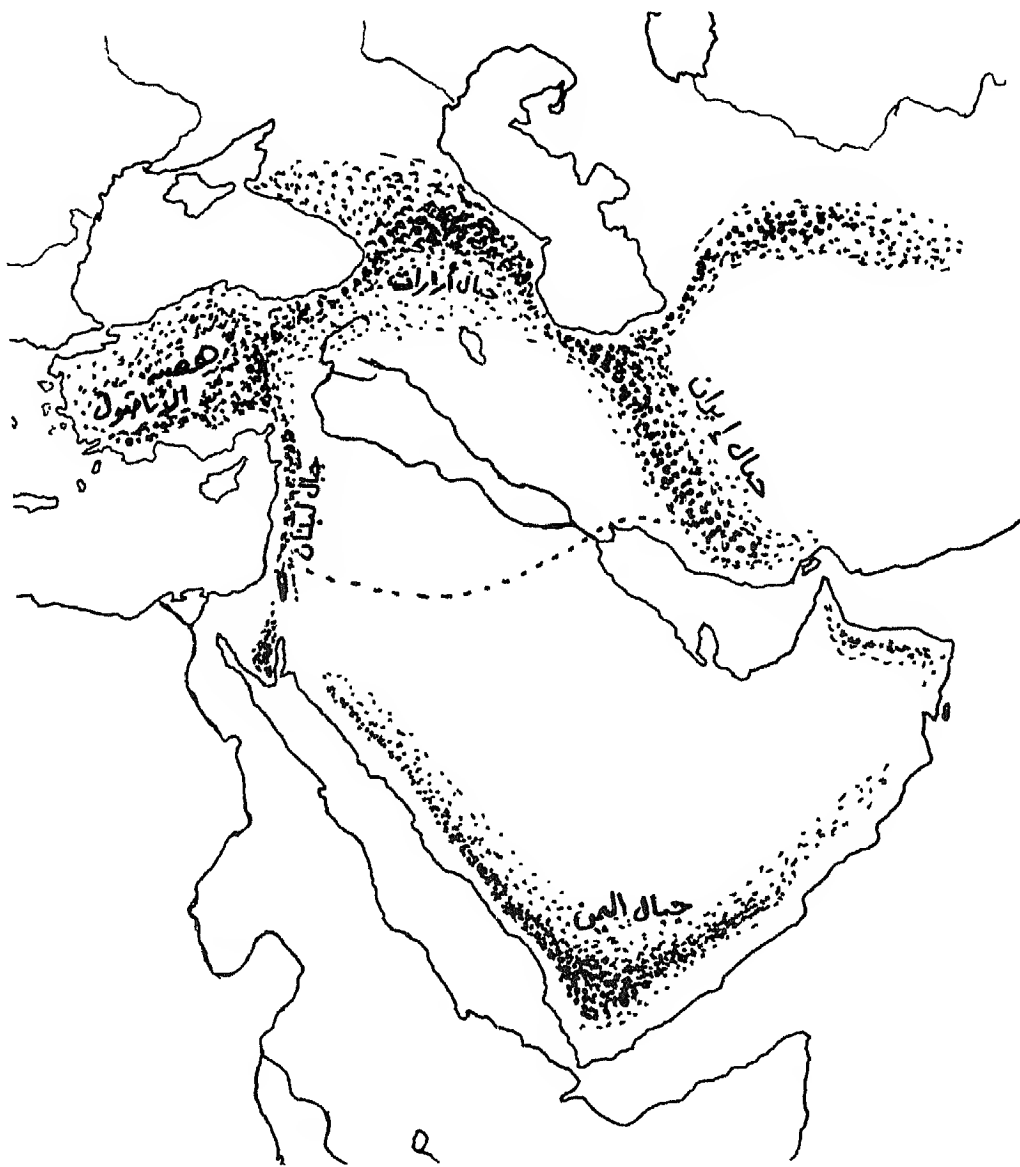 جبال أرارات
هضبة
الأناضول
جبال إيران
جبال لبنان
جبال اليمن